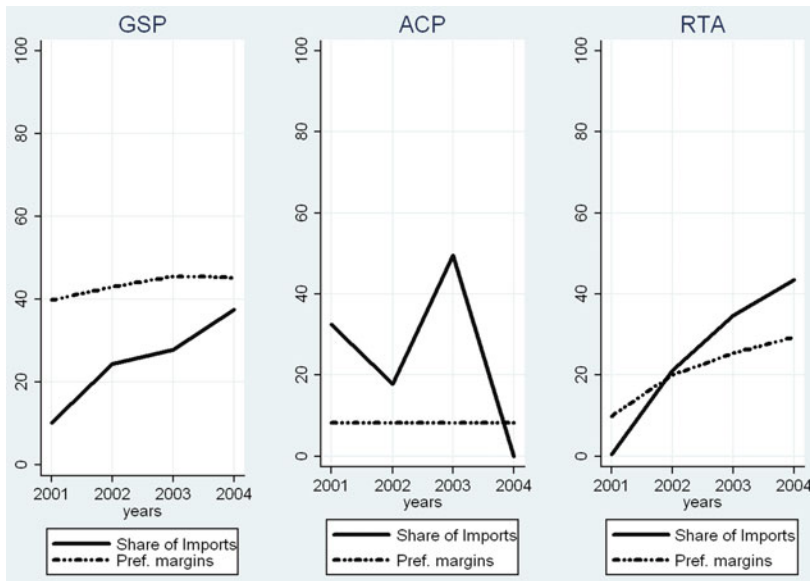 GSP
100
80
60
40
20
0
2001 2002 2003 2004
years
Share of Imports
Pref. margins
ACP
100
80
60
40
20
0
2001 2002 2003 2004
years
Share of Imports
Pref. margins
RTA
100
80
60
40
20
0
2001 2002 2003 2004
years
Share of Imports
Pref. margins